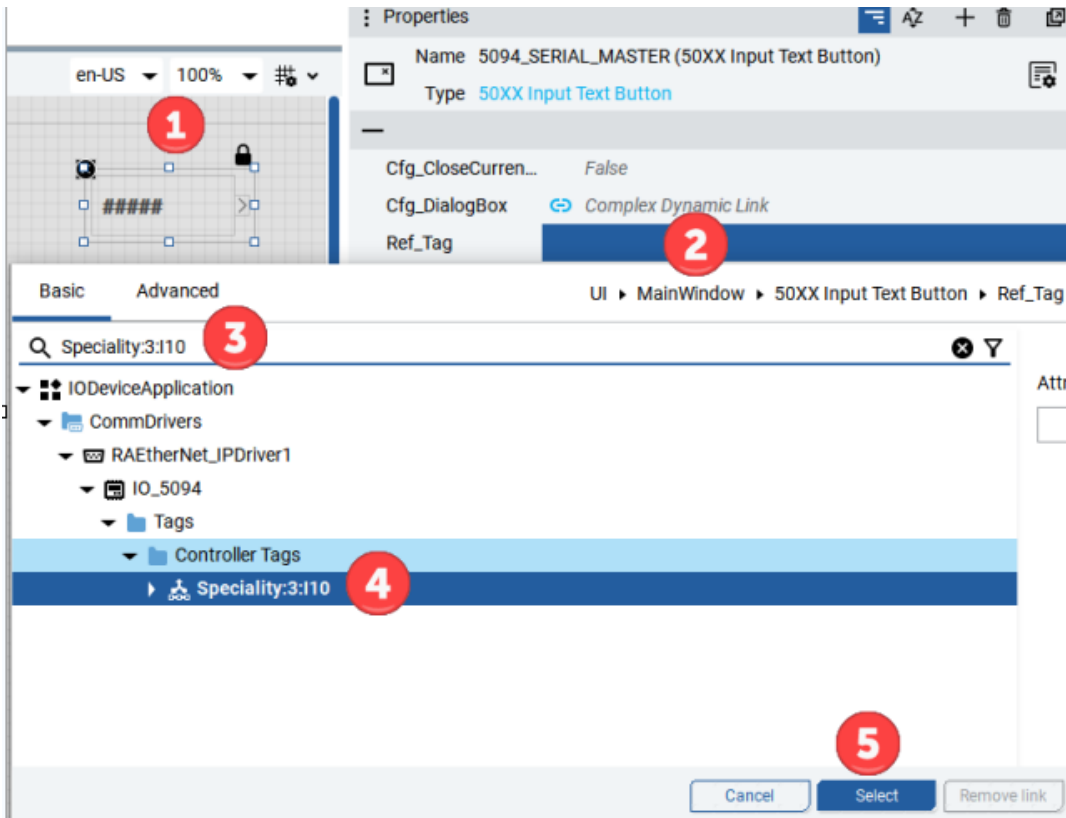 Properties
AZ
Name 5094_SERIAL_MASTER (50XX Input Text Button)
en-US 100%
Type 50XX Input Text Button
1
Cfg_CloseCurren... False
Cfg_DialogBox Complex Dynamic Link
#####
Ref_Tag
2
Basic Advanced UI MainWindow 50XX Input Text Button Ref_Tag
3
Speciality:3:I10
IODeviceApplication
CommDrivers
RAEtherNet_IPDriver1
IO_5094
Tags
Controller Tags
Speciality:3:I10
4
5
Cancel Select Remove link